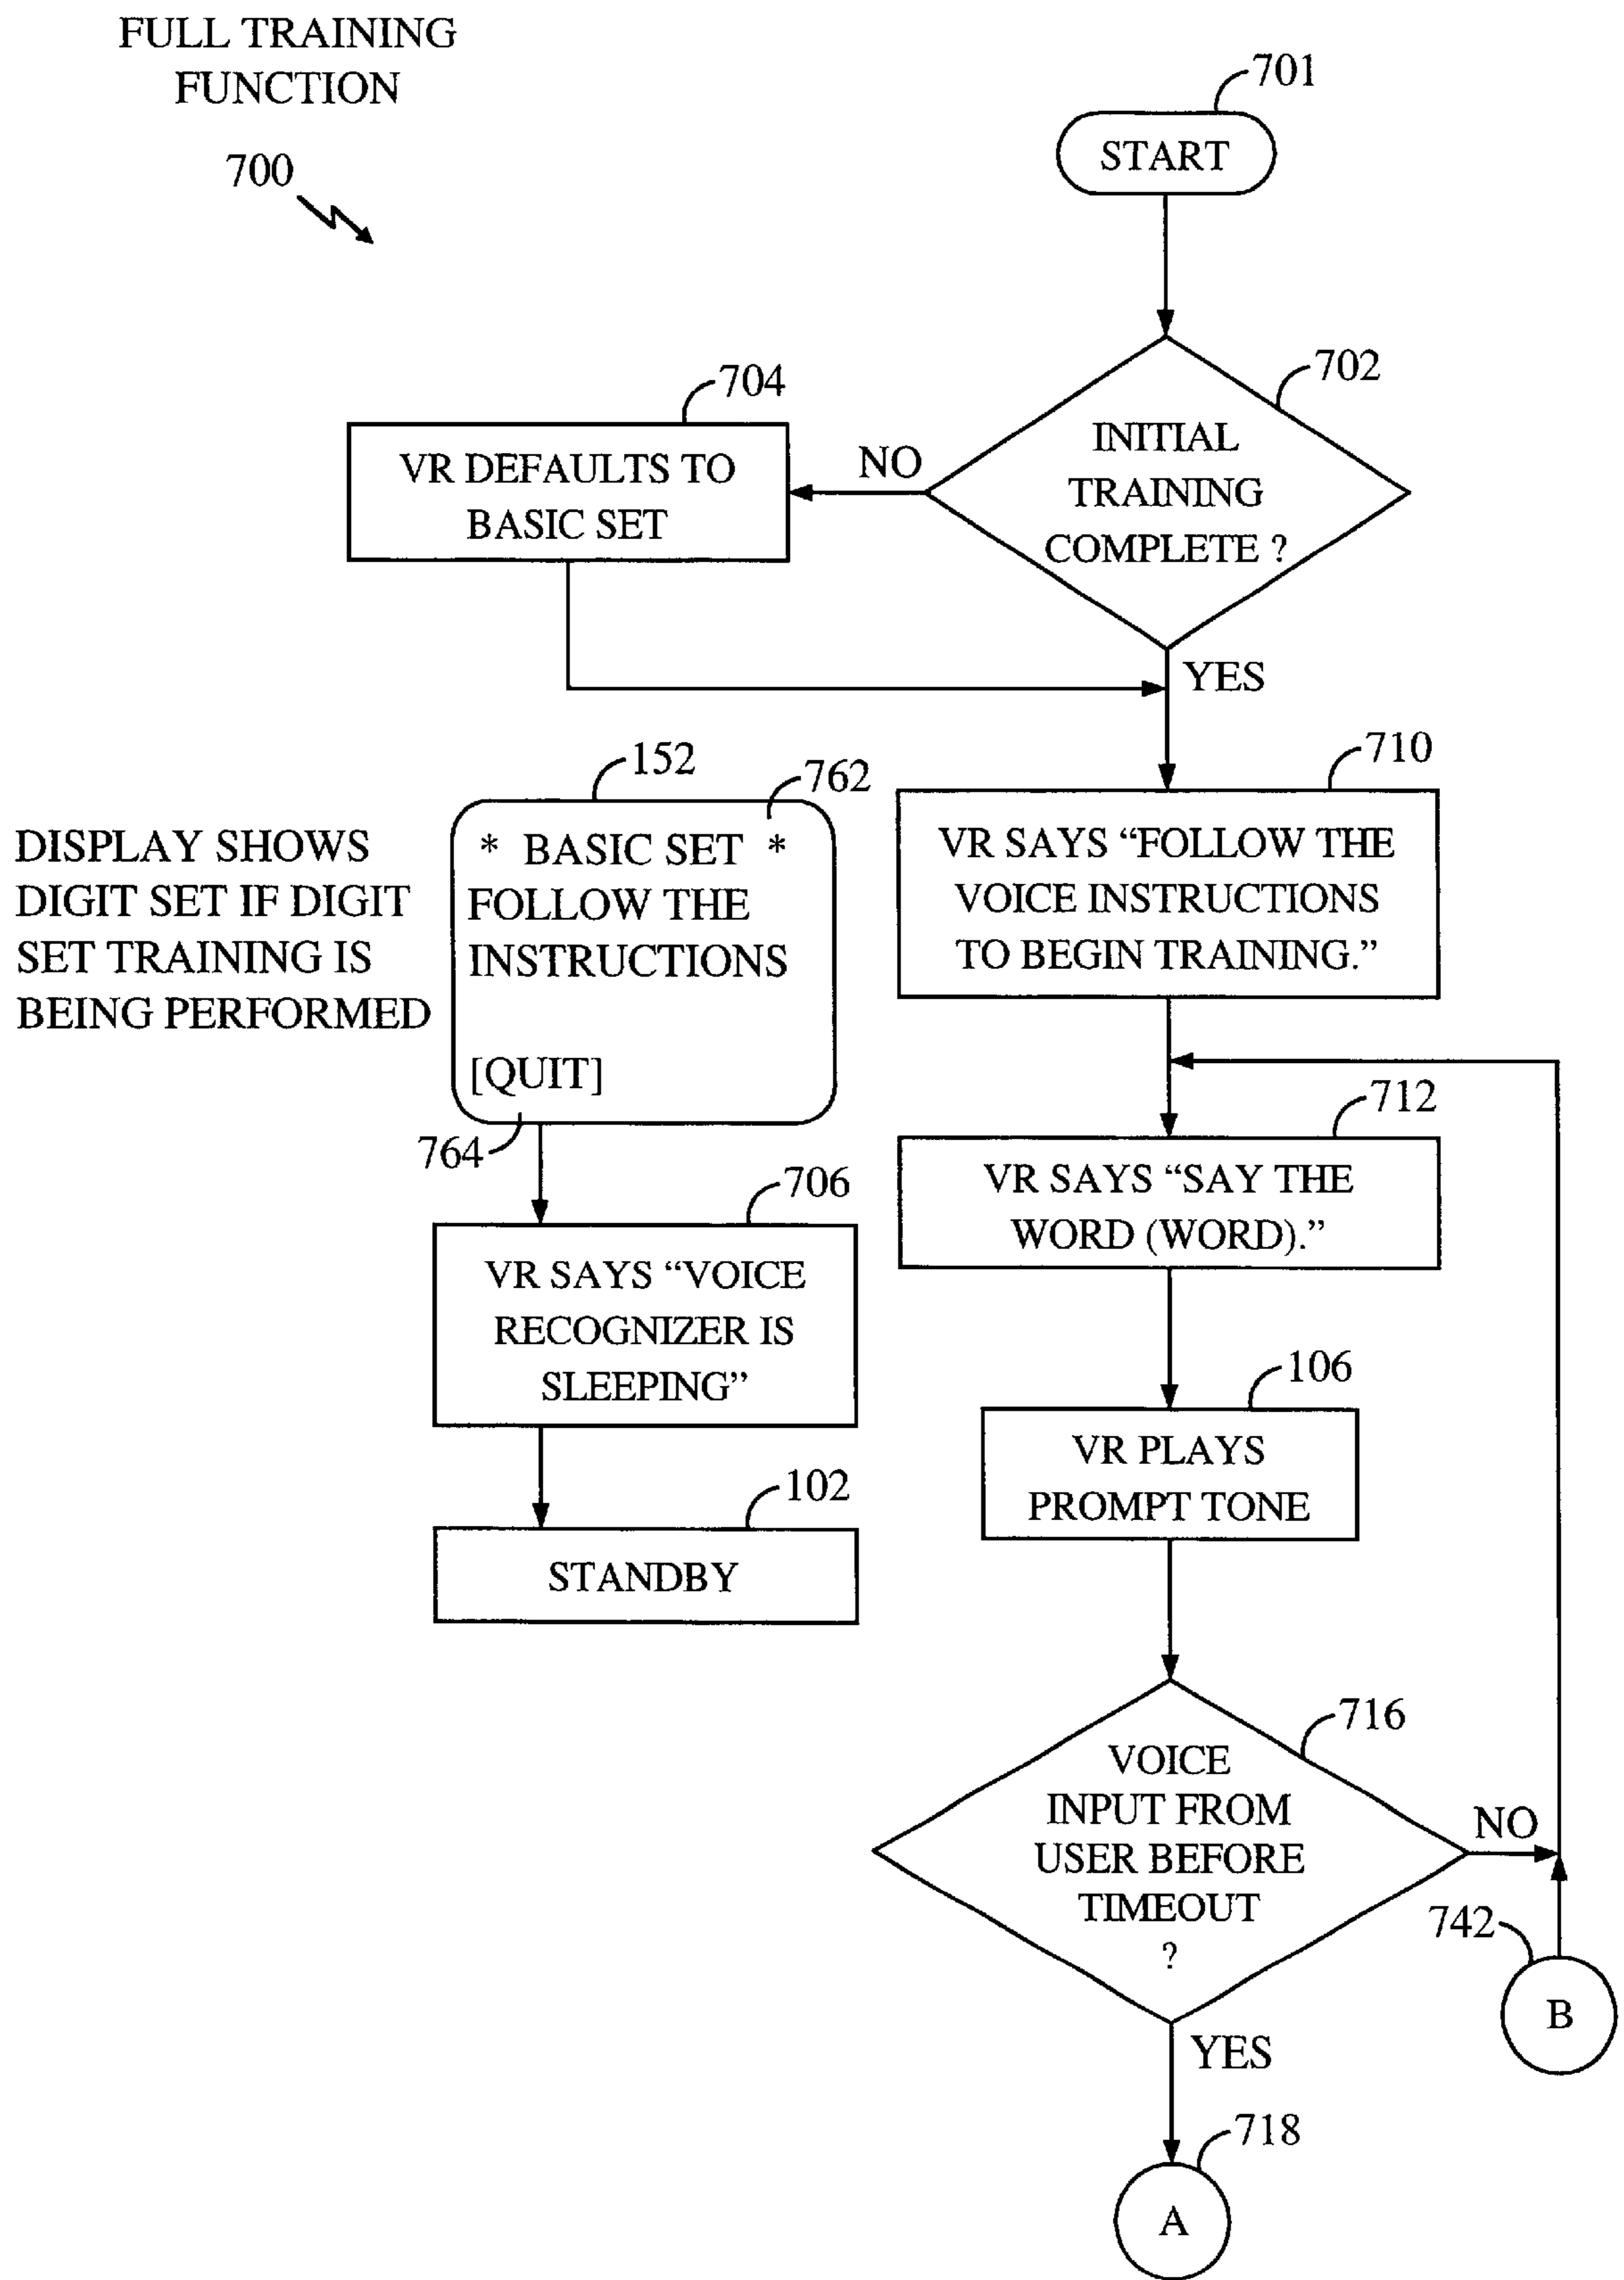 FULL TRAINING
FUNCTION
700
701
START
702
INITIAL
TRAINING
COMPLETE ?
NO
YES
704
VR DEFAULTS TO
BASIC SET
710
VR SAYS “FOLLOW THE
VOICE INSTRUCTIONS
TO BEGIN TRAINING.”
DISPLAY SHOWS
DIGIT SET IF DIGIT
SET TRAINING IS
BEING PERFORMED
152
762
* BASIC SET *
FOLLOW THE
INSTRUCTIONS
[QUIT]
764
706
VR SAYS “VOICE
RECOGNIZER IS
SLEEPING”
102
STANDBY
712
VR SAYS “SAY THE
WORD (WORD).”
106
VR PLAYS
PROMPT TONE
716
VOICE
INPUT FROM
USER BEFORE
TIMEOUT
?
NO
742
B
YES
718
A